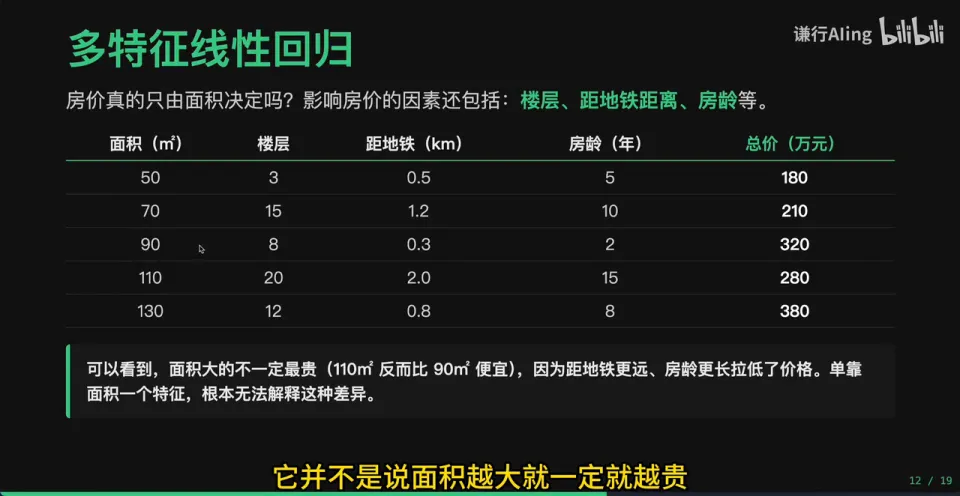 谦行AIing bilibili
多特征线性回归
房价真的只由面积决定吗？影响房价的因素还包括：楼层、距地铁距离、房龄等。
面积（㎡） 楼层 距地铁（km） 房龄（年） 总价（万元）
50 3 0.5 5 180
70 15 1.2 10 210
90 8 0.3 2 320
110 20 2.0 15 280
130 12 0.8 8 380
可以看到，面积大的不一定最贵（110㎡ 反而比 90㎡ 便宜），因为距地铁更远、房龄更长拉低了价格。单靠
面积一个特征，根本无法解释这种差异。
它并不是说面积越大就一定就越贵
12 / 19